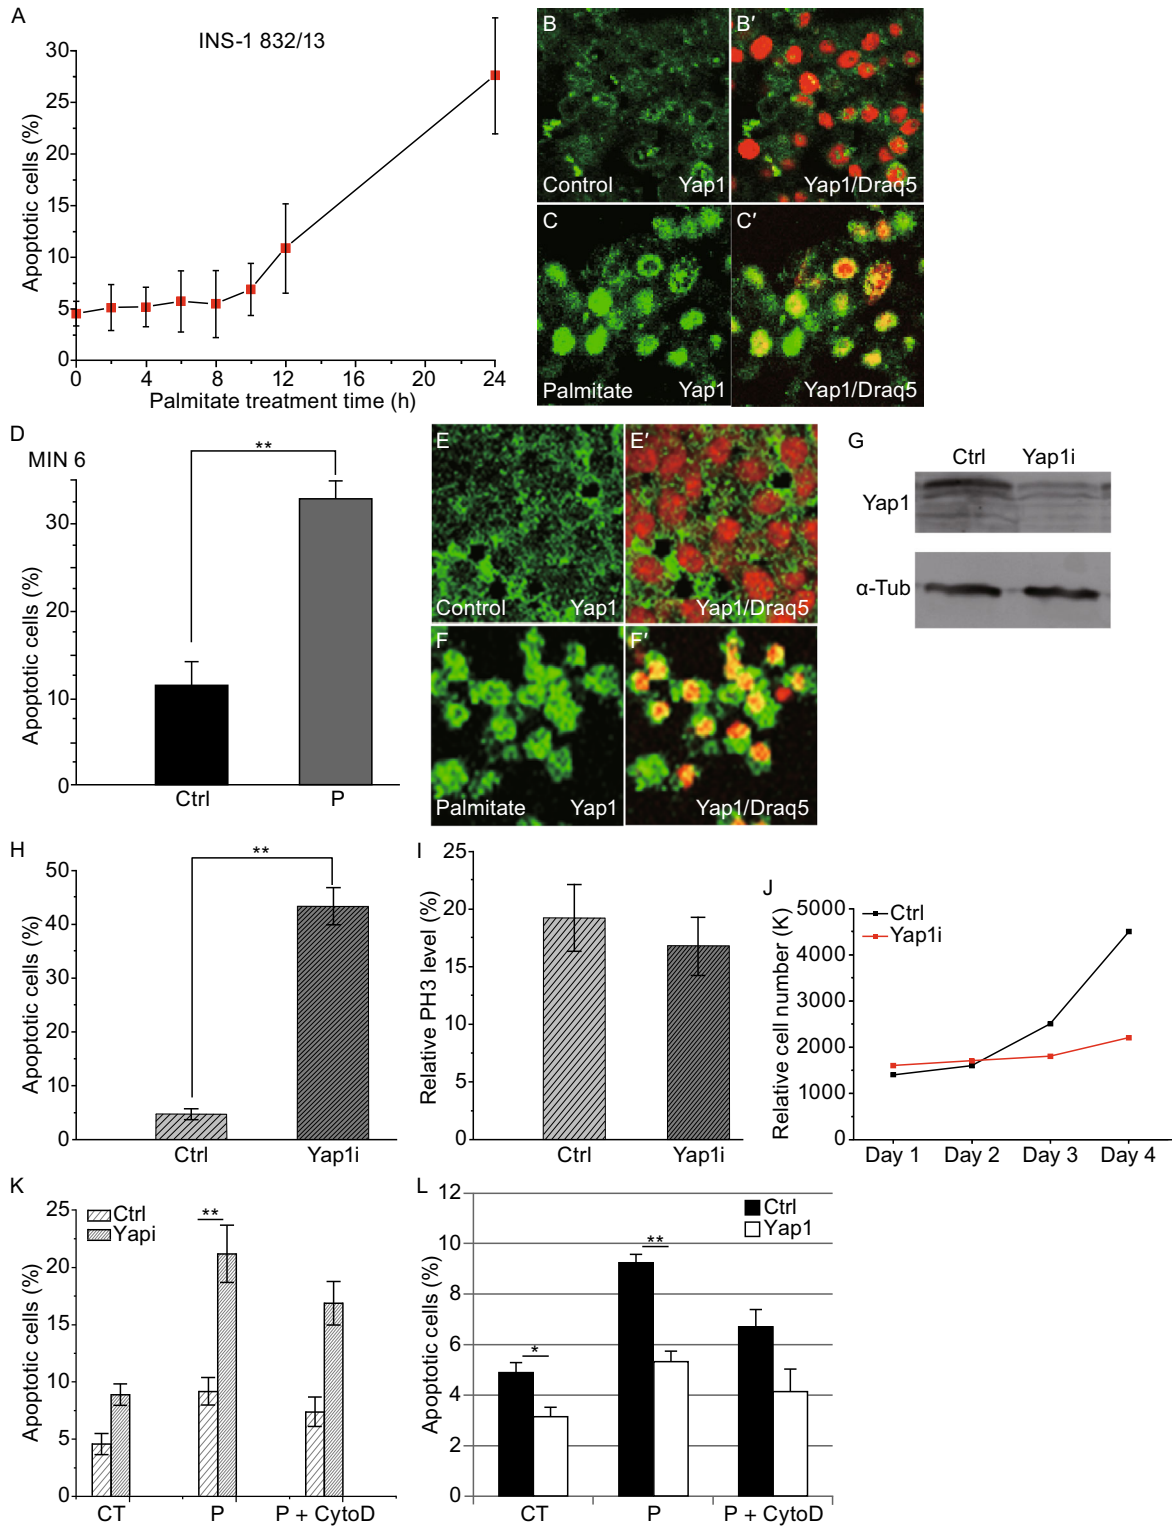 A
INS-1 832/13
Apoptotic cells (%)
30
25
20
15
10
5
0
0 4 8 12 16 20 24
Palmitate treatment time (h)
B
Control Yap1
B′
Yap1/Draq5
C
Palmitate Yap1
C′
Yap1/Draq5
D
MIN 6
**
Apoptotic cells (%)
30
20
10
0
Ctrl P
E
Control Yap1
E′
Yap1/Draq5
F
Palmitate Yap1
F′
Yap1/Draq5
G
Ctrl Yap1i
Yap1
α-Tub
H
**
Apoptotic cells (%)
50
40
30
20
10
0
Ctrl Yap1i
I
Relative PH3 level (%)
25
20
15
10
5
0
Ctrl Yap1i
J
Ctrl
Yap1i
Relative cell number (K)
5000
4000
3000
2000
1000
0
Day 1 Day 2 Day 3 Day 4
K
Ctrl
Yapi
**
Apoptotic cells (%)
25
20
15
10
5
0
CT P P + CytoD
L
Ctrl
Yap1
*
**
Apoptotic cells (%)
12
10
8
6
4
2
0
CT P P + CytoD